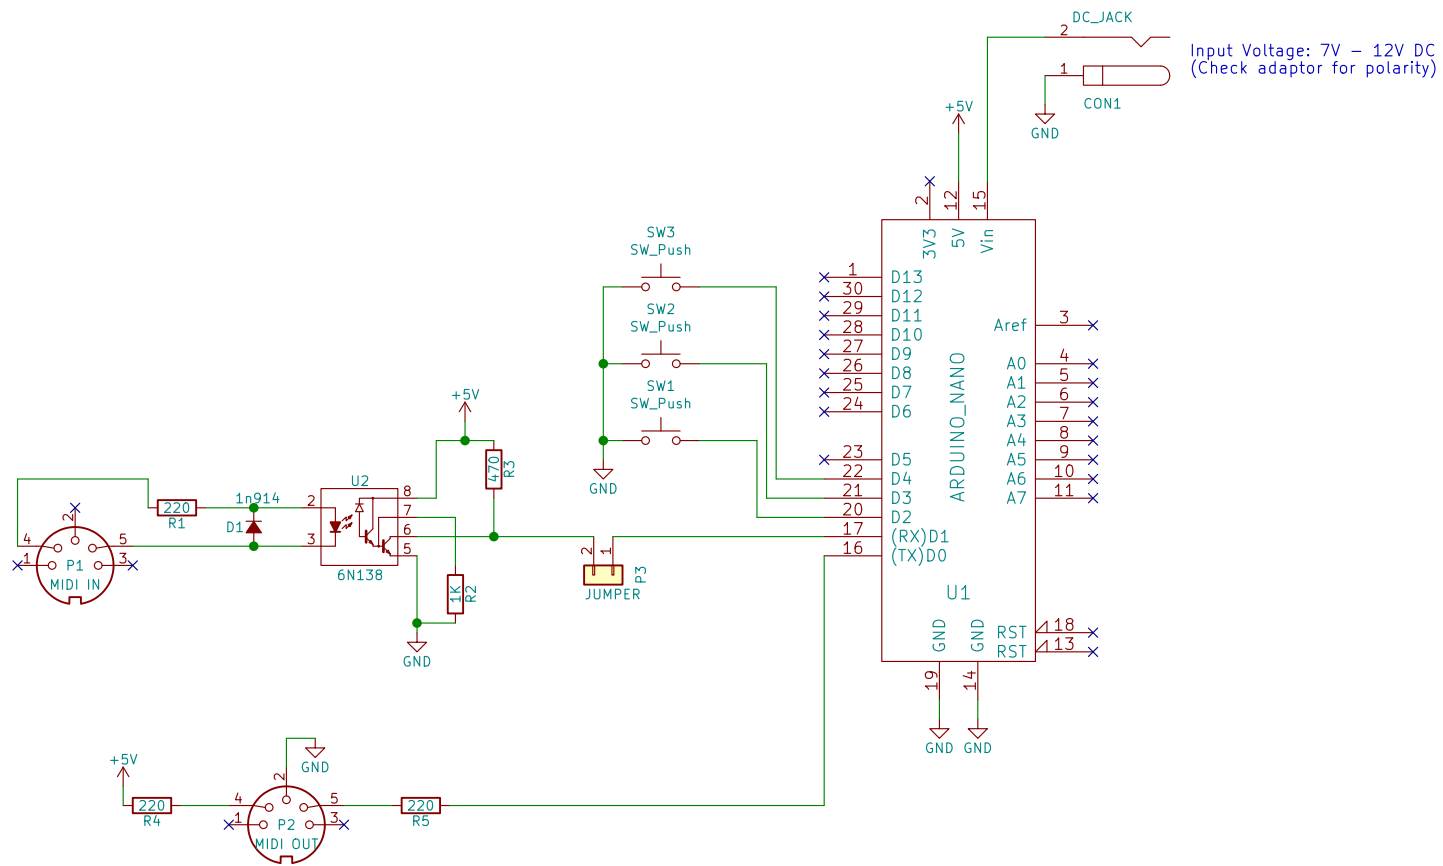 DC_JACK
2
Input Voltage: 7V – 12V DC
(Check adaptor for polarity)
1
CON1
GND
+5V
2
12
15
3V3
5V
Vin
SW3
SW_Push
SW2
SW_Push
SW1
SW_Push
GND
1 D13
30 D12
29 D11
28 D10
27 D9
26 D8
25 D7
24 D6
23 D5
22 D4
21 D3
20 D2
17 (RX)D1
16 (TX)D0
Aref 3
A0 4
A1 5
A2 6
A3 7
A4 8
A5 9
A6 10
A7 11
ARDUINO_NANO
U1
RST 18
RST 13
GND
GND
19
14
GND
GND
+5V
470
R3
U2
1n914
D1
220
R1
2
3
8
7
6
5
6N138
1K
R2
GND
2
1
P3
JUMPER
2
4
5
1
3
P1
MIDI IN
+5V
220
R4
GND
2
4
5
1
3
P2
MIDI OUT
220
R5